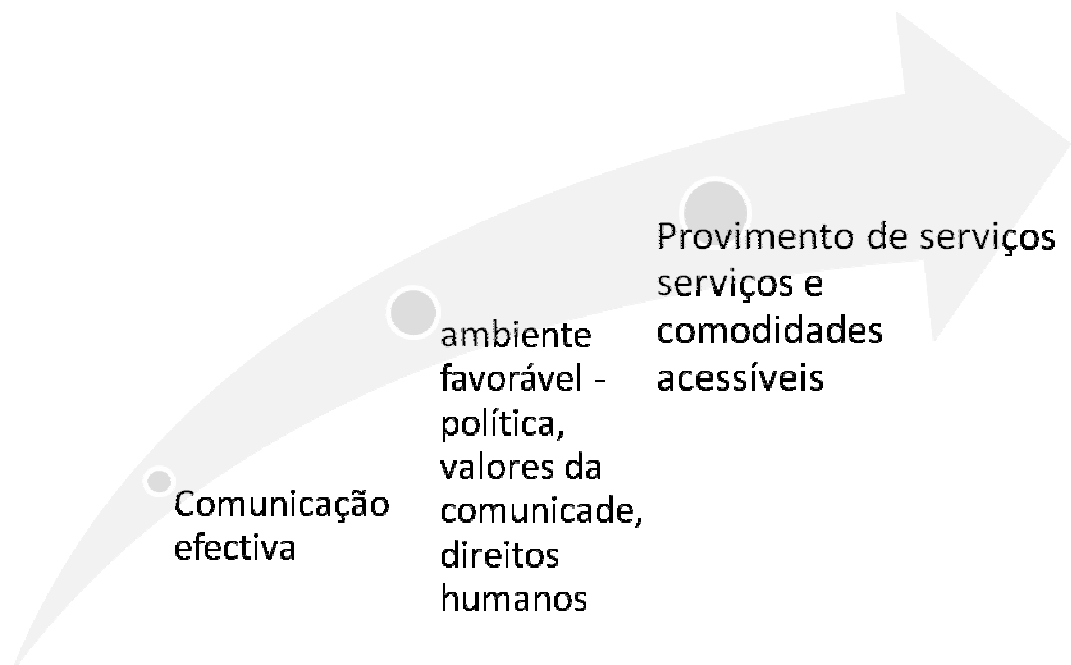 Comunicação
efectiva
ambiente
favorável -
política,
valores da
comunicade,
direitos
humanos
Provimento de serviços
serviços e
comodidades
acessíveis